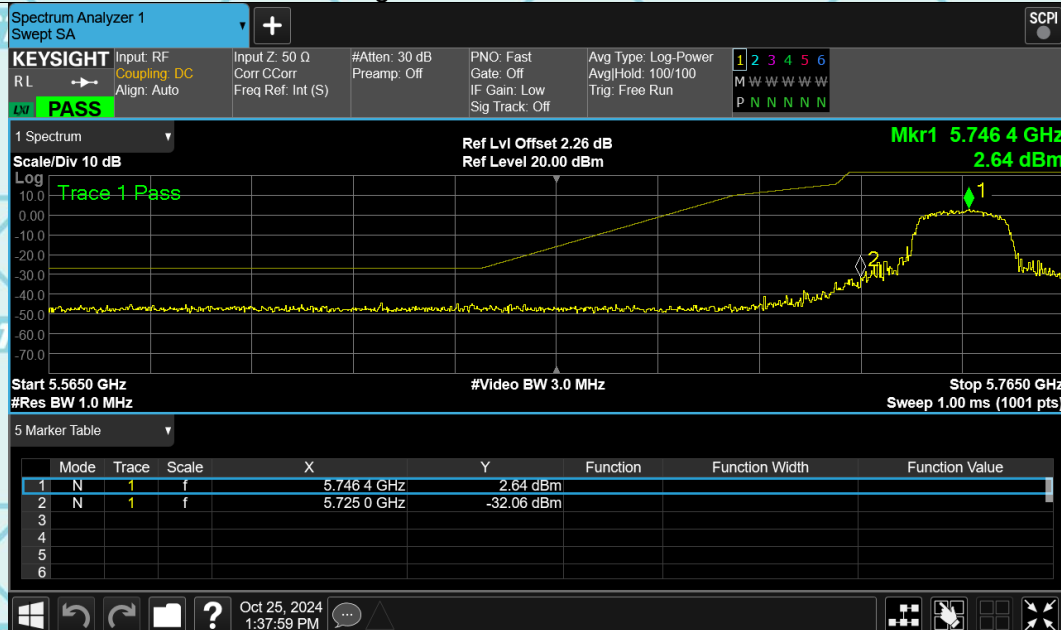 Spectrum Analyzer 1
Swept SA
+
SCPI
KEYSIGHT
RL
LXI PASS
Input: RF
Coupling: DC
Align: Auto
Input Z: 50 Ω
Corr CCorr
Freq Ref: Int (S)
#Atten: 30 dB
Preamp: Off
PNO: Fast
Gate: Off
IF Gain: Low
Sig Track: Off
Avg Type: Log-Power
Avg|Hold: 100/100
Trig: Free Run
1 2 3 4 5 6
M W W W W W
P N N N N N
1 Spectrum
Scale/Div 10 dB
Ref Lvl Offset 2.26 dB
Ref Level 20.00 dBm
Mkr1 5.746 4 GHz
2.64 dBm
Log
Trace 1 Pass
10.0
0.00
-10.0
-20.0
-30.0
-40.0
-50.0
-60.0
-70.0
1
2
Start 5.5650 GHz
#Res BW 1.0 MHz
#Video BW 3.0 MHz
Stop 5.7650 GHz
Sweep 1.00 ms (1001 pts)
5 Marker Table
Mode Trace Scale X Y Function Function Width Function Value
1 N 1 f 5.746 4 GHz 2.64 dBm
2 N 1 f 5.725 0 GHz -32.06 dBm
3
4
5
6
?
Oct 25, 2024
1:37:59 PM